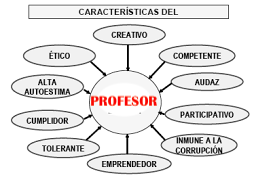 CARACTERÍSTICAS DEL
CREATIVO
ÉTICO
COMPETENTE
ALTA
AUTOESTIMA
AUDAZ
PROFESOR
CUMPLIDOR
PARTICIPATIVO
TOLERANTE
INMUNE A LA
CORRUPCIÓN
EMPRENDEDOR